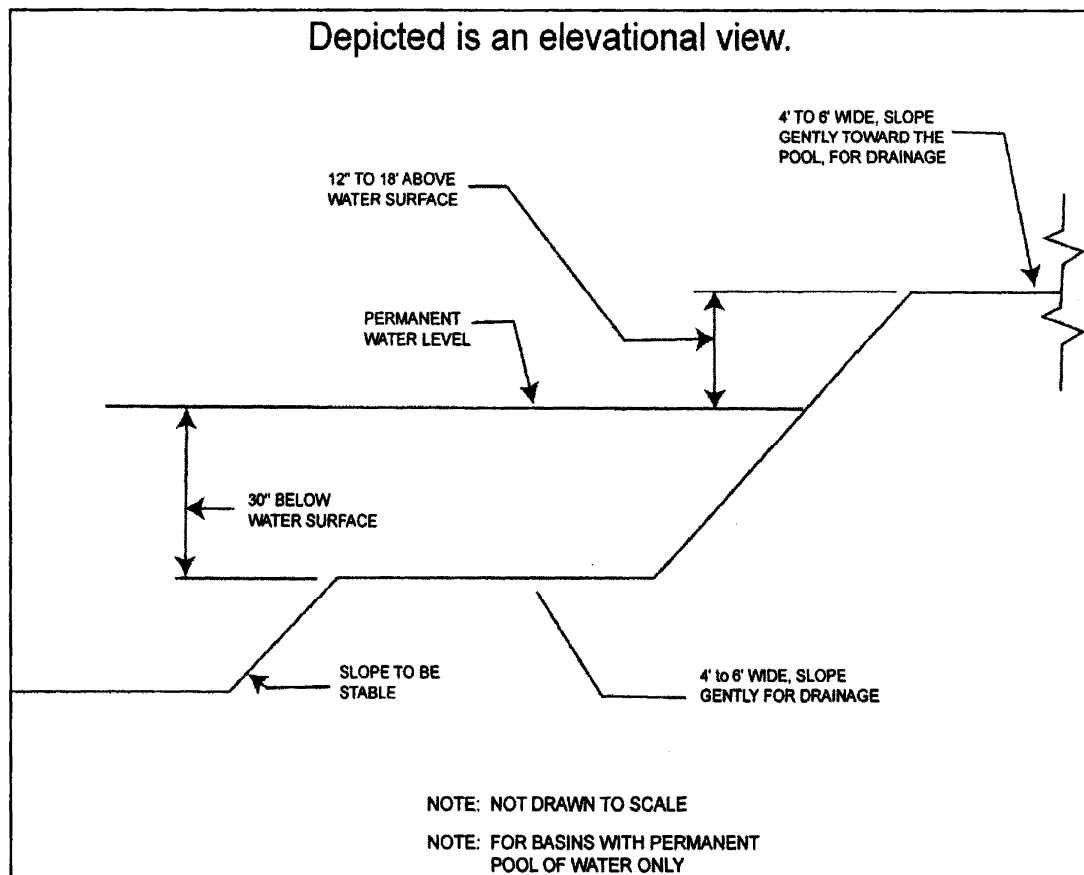 Depicted is an elevational view.
4' TO 6' WIDE, SLOPE
GENTLY TOWARD THE
POOL, FOR DRAINAGE
12" TO 18' ABOVE
WATER SURFACE
PERMANENT
WATER LEVEL
30" BELOW
WATER SURFACE
SLOPE TO BE
STABLE
4' to 6' WIDE, SLOPE
GENTLY FOR DRAINAGE
NOTE: NOT DRAWN TO SCALE
NOTE: FOR BASINS WITH PERMANENT
POOL OF WATER ONLY